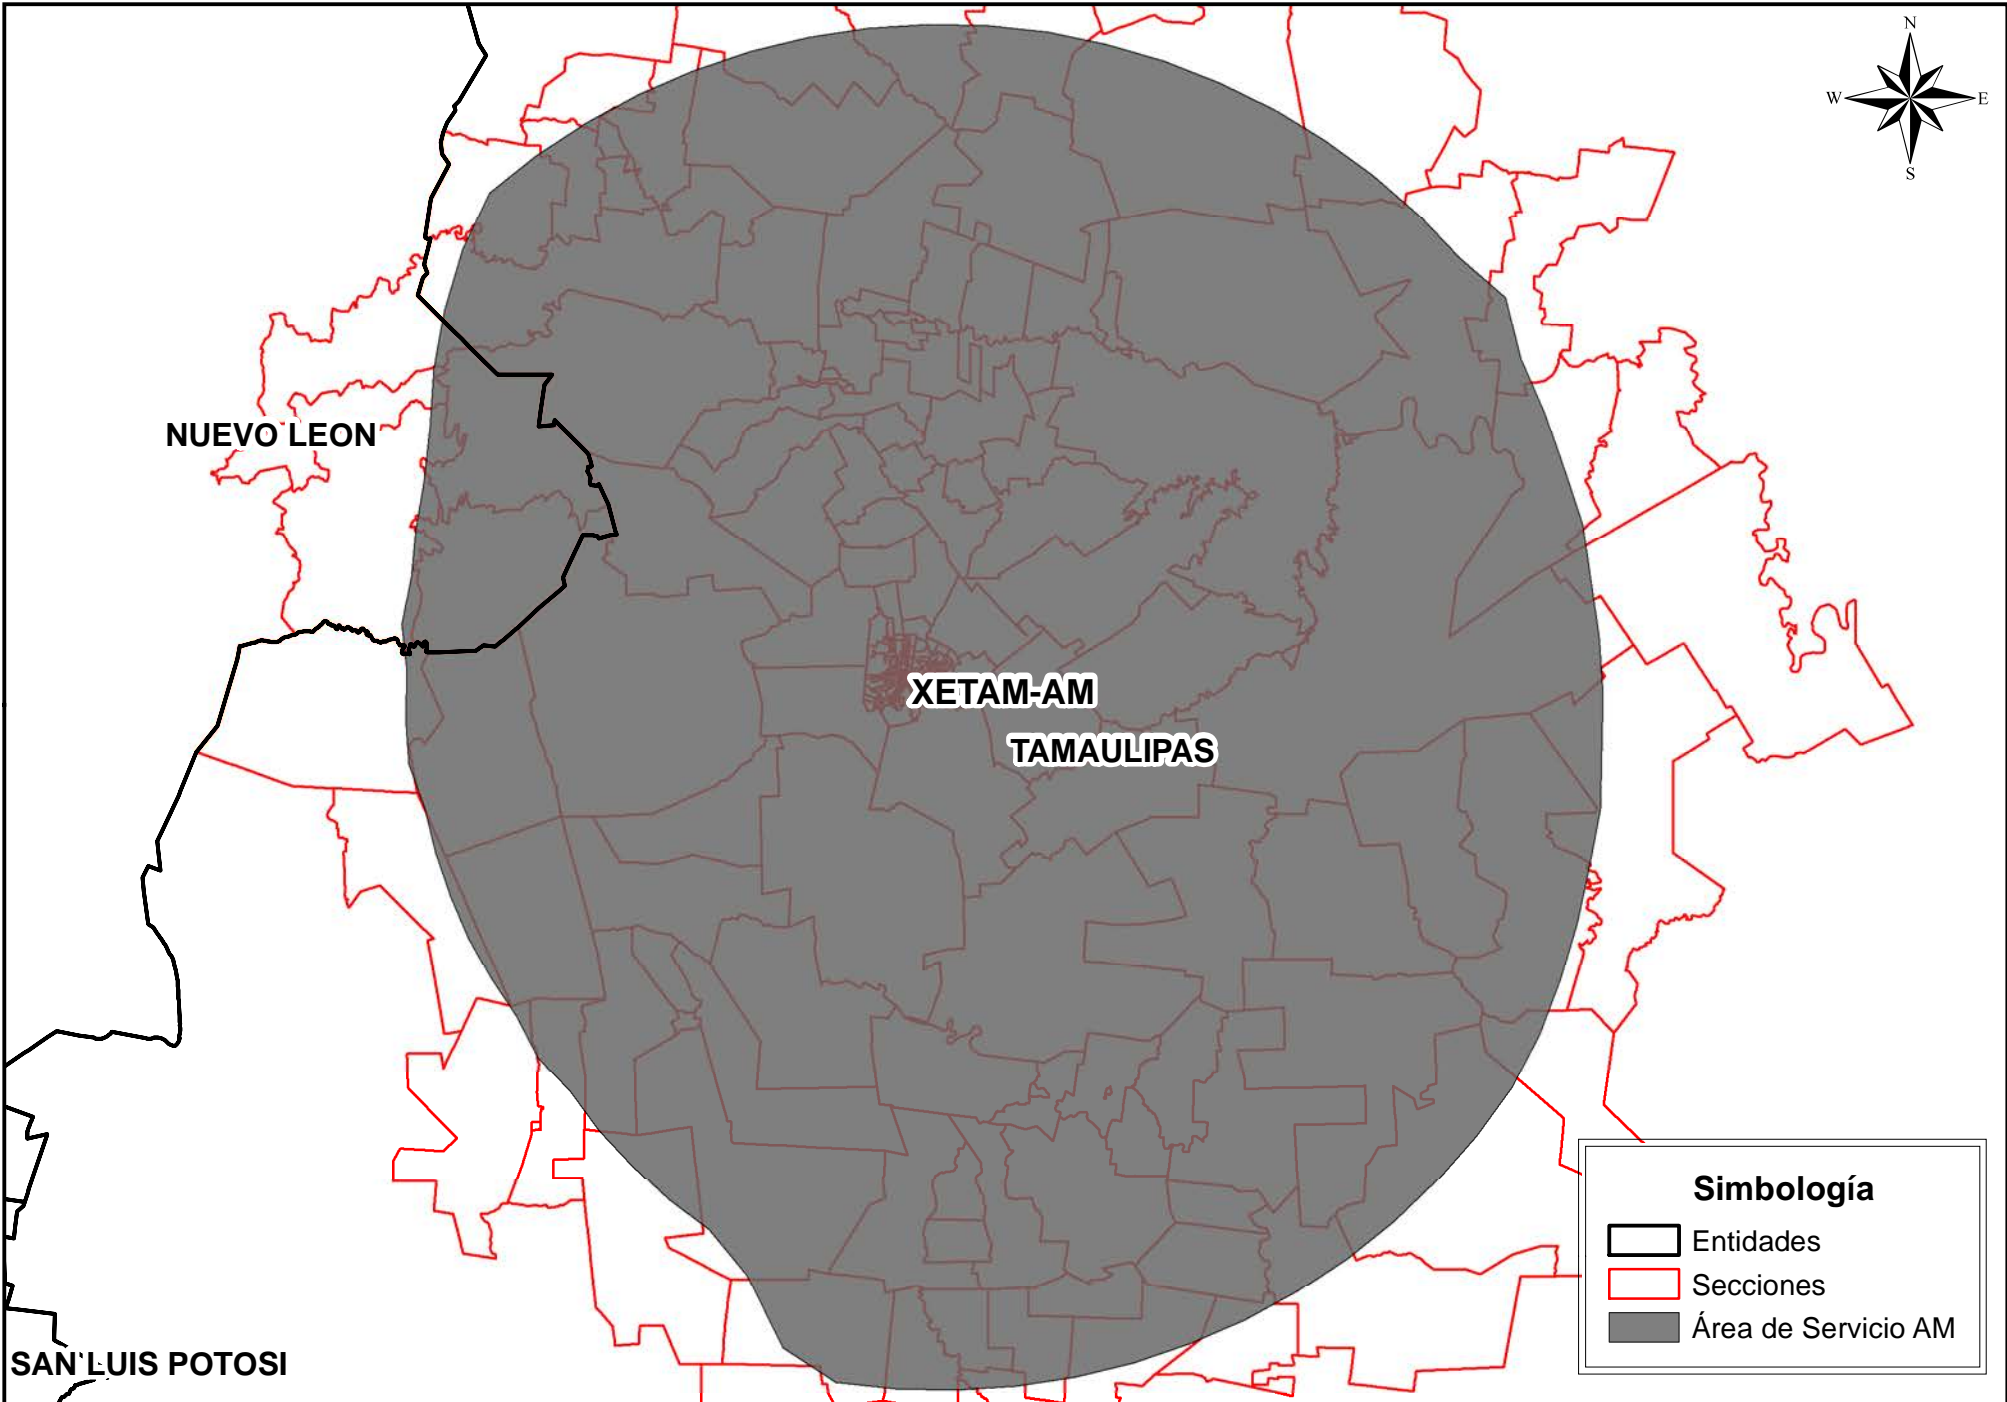 N
W E
S
NUEVO LEON
XETAM-AM
TAMAULIPAS
SAN LUIS POTOSI
Simbología
Entidades
Secciones
Área de Servicio AM